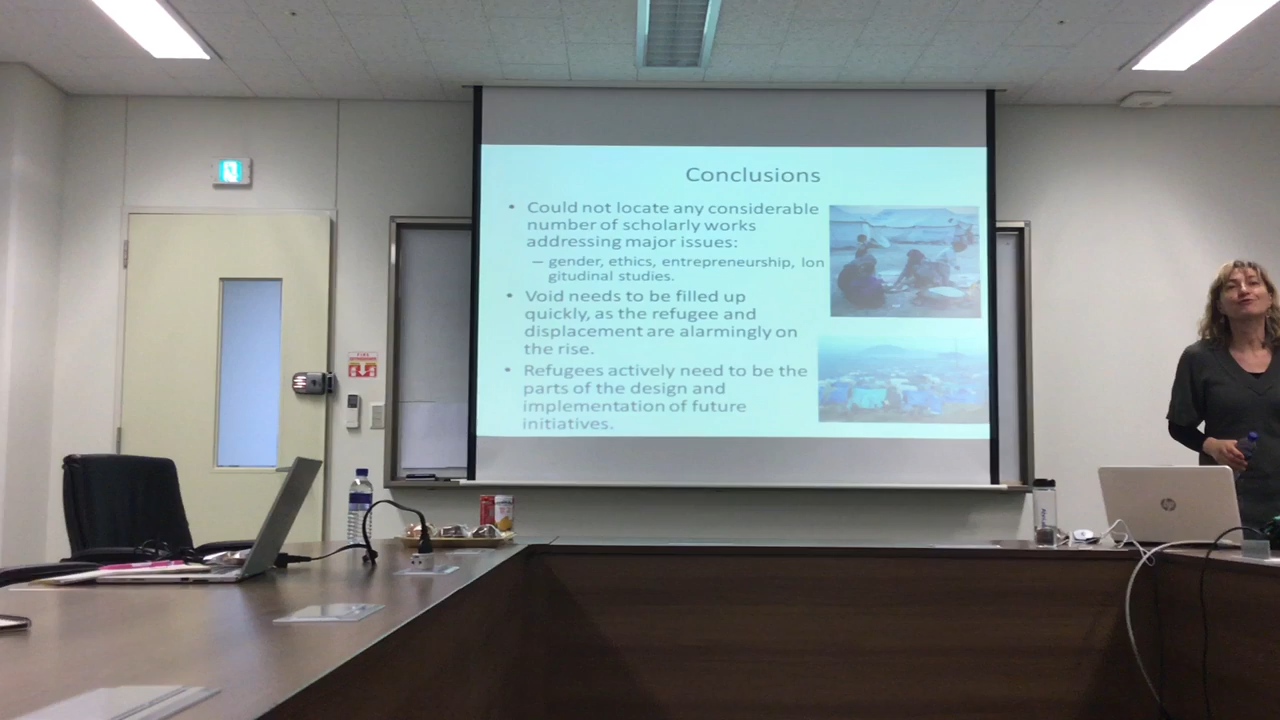 Conclusions
• Could not locate any considerable
number of scholarly works
addressing major issues:
– gender, ethics, entrepreneurship, lon
gitudinal studies.
• Void needs to be filled up
quickly, as the refugee and
displacement are alarmingly on
the rise.
• Refugees actively need to be the
parts of the design and
implementation of future
initiatives.
hp